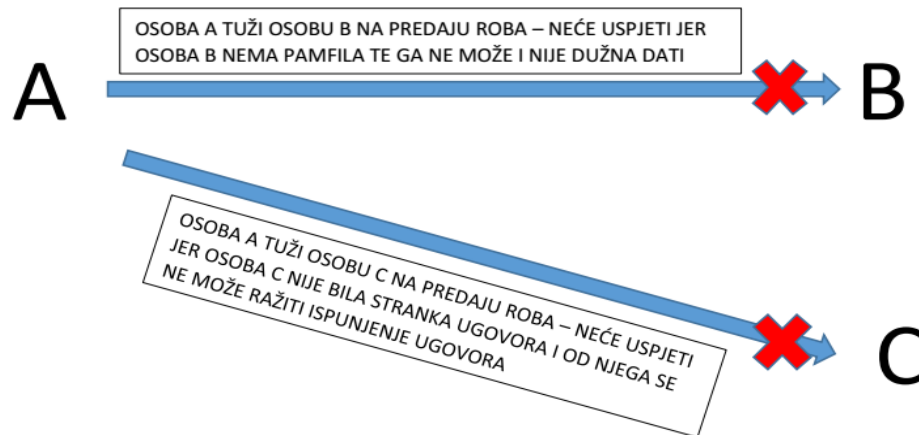 OSOBA A TUŽI OSOBU B NA PREDAJU ROBA – NEĆE USPJETI JER
OSOBA B NEMA PAMFILA TE GA NE MOŽE I NIJE DUŽNA DATI
A
B
OSOBA A TUŽI OSOBU C NA PREDAJU ROBA – NEĆE USPJETI
JER OSOBA C NIJE BILA STRANKA UGOVORA I OD NJEGA SE
NE MOŽE RAŽITI ISPUNJENJE UGOVORA
C